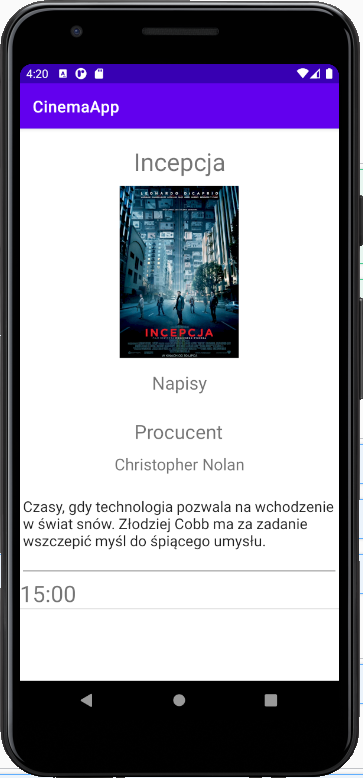 4:20
CinemaApp
Incepcja
LEONARDO DiCAPRIO
INCEPCJA
Napisy
Procucent
Christopher Nolan
Czasy, gdy technologia pozwala na wchodzenie
w świat snów. Złodziej Cobb ma za zadanie
wszczepić myśl do śpiącego umysłu.
15:00